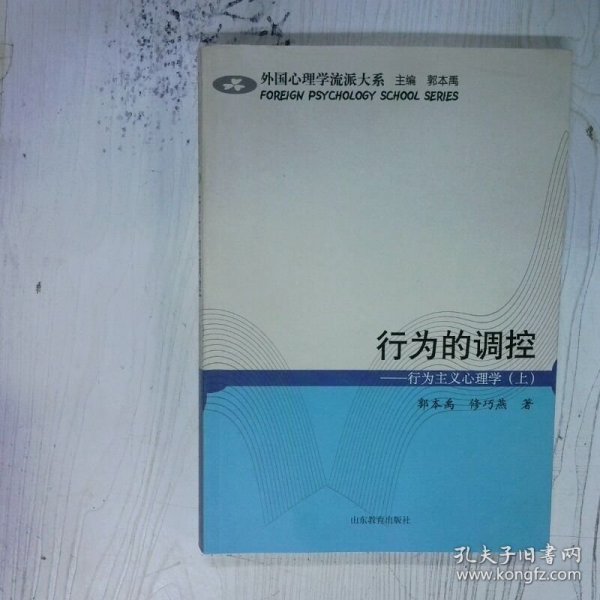 外国心理学流派大系 主编 郭本禹
FOREIGN PSYCHOLOGY SCHOOL SERIES
行为的调控
——行为主义心理学(上)
郭本禹 修巧燕 著
山东教育出版社
孔夫子旧书网
www.kongfz.com